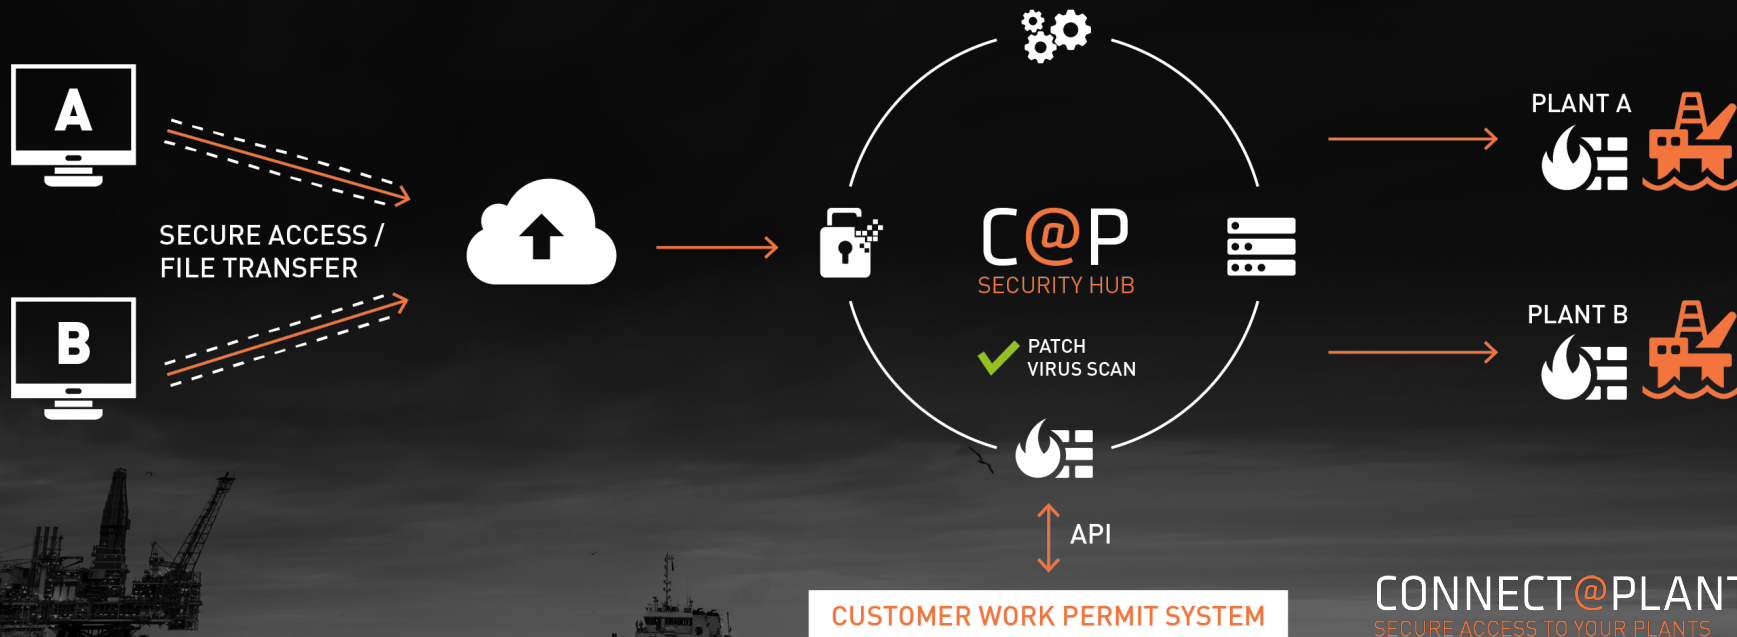 A
SECURE ACCESS /
FILE TRANSFER
B
C@P
SECURITY HUB
PATCH
VIRUS SCAN
API
CUSTOMER WORK PERMIT SYSTEM
PLANT A
PLANT B
CONNECT@PLANT
SECURE ACCESS TO YOUR PLANTS